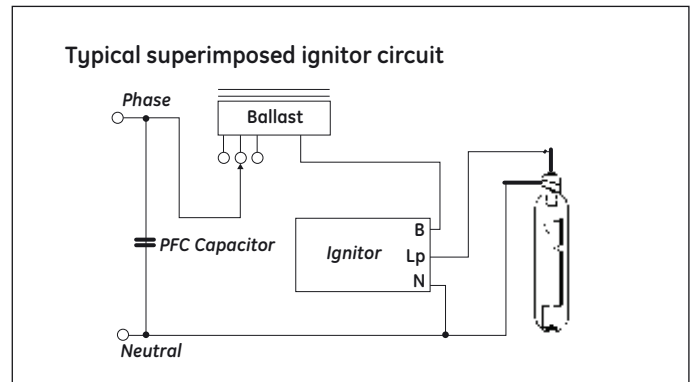 Typical superimposed ignitor circuit
Phase
Ballast
PFC Capacitor
Ignitor
B
Lp
N
Neutral